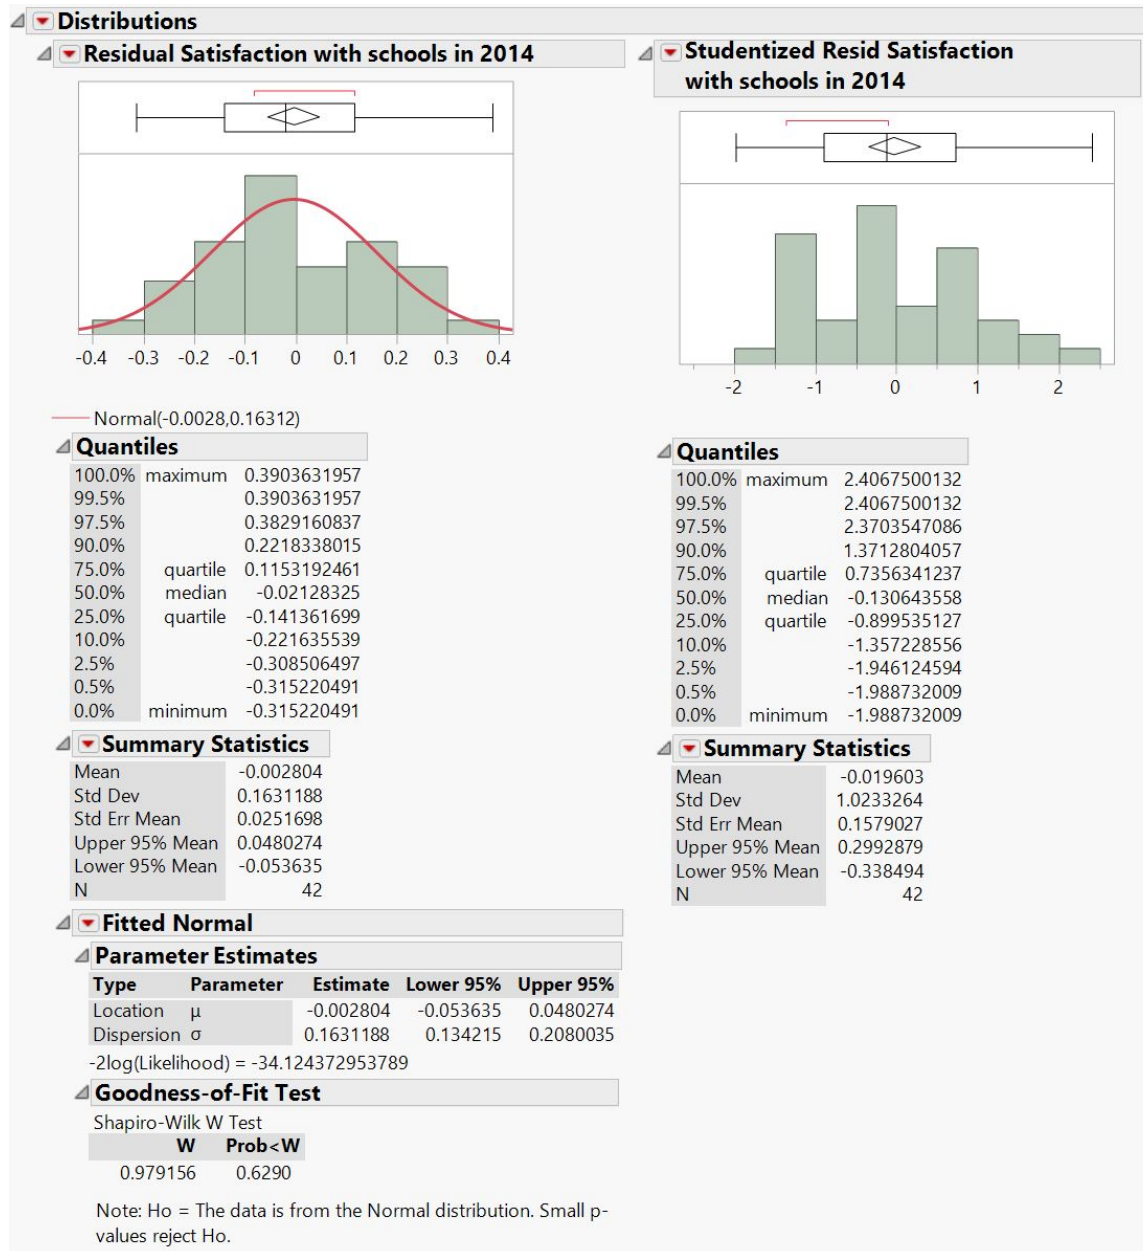 Distributions
Residual Satisfaction with schools in 2014
-0.4 -0.3 -0.2 -0.1 0 0.1 0.2 0.3 0.4
Normal(-0.0028,0.16312)
Quantiles
100.0% maximum 0.3903631957
99.5% 0.3903631957
97.5% 0.3829160837
90.0% 0.2218338015
75.0% quartile 0.1153192461
50.0% median -0.02128325
25.0% quartile -0.141361699
10.0% -0.221635539
2.5% -0.308506497
0.5% -0.315220491
0.0% minimum -0.315220491
Summary Statistics
Mean -0.002804
Std Dev 0.1631188
Std Err Mean 0.0251698
Upper 95% Mean 0.0480274
Lower 95% Mean -0.053635
N 42
Fitted Normal
Parameter Estimates
Type Parameter Estimate Lower 95% Upper 95%
Location μ -0.002804 -0.053635 0.0480274
Dispersion σ 0.1631188 0.134215 0.2080035
-2log(Likelihood) = -34.124372953789
Goodness-of-Fit Test
Shapiro-Wilk W Test
W Prob<W
0.979156 0.6290
Note: Ho = The data is from the Normal distribution. Small p-
values reject Ho.
Studentized Resid Satisfaction
with schools in 2014
-2 -1 0 1 2
Quantiles
100.0% maximum 2.4067500132
99.5% 2.4067500132
97.5% 2.3703547086
90.0% 1.3712804057
75.0% quartile 0.7356341237
50.0% median -0.130643558
25.0% quartile -0.899535127
10.0% -1.357228556
2.5% -1.946124594
0.5% -1.988732009
0.0% minimum -1.988732009
Summary Statistics
Mean -0.019603
Std Dev 1.0233264
Std Err Mean 0.1579027
Upper 95% Mean 0.2992879
Lower 95% Mean -0.338494
N 42